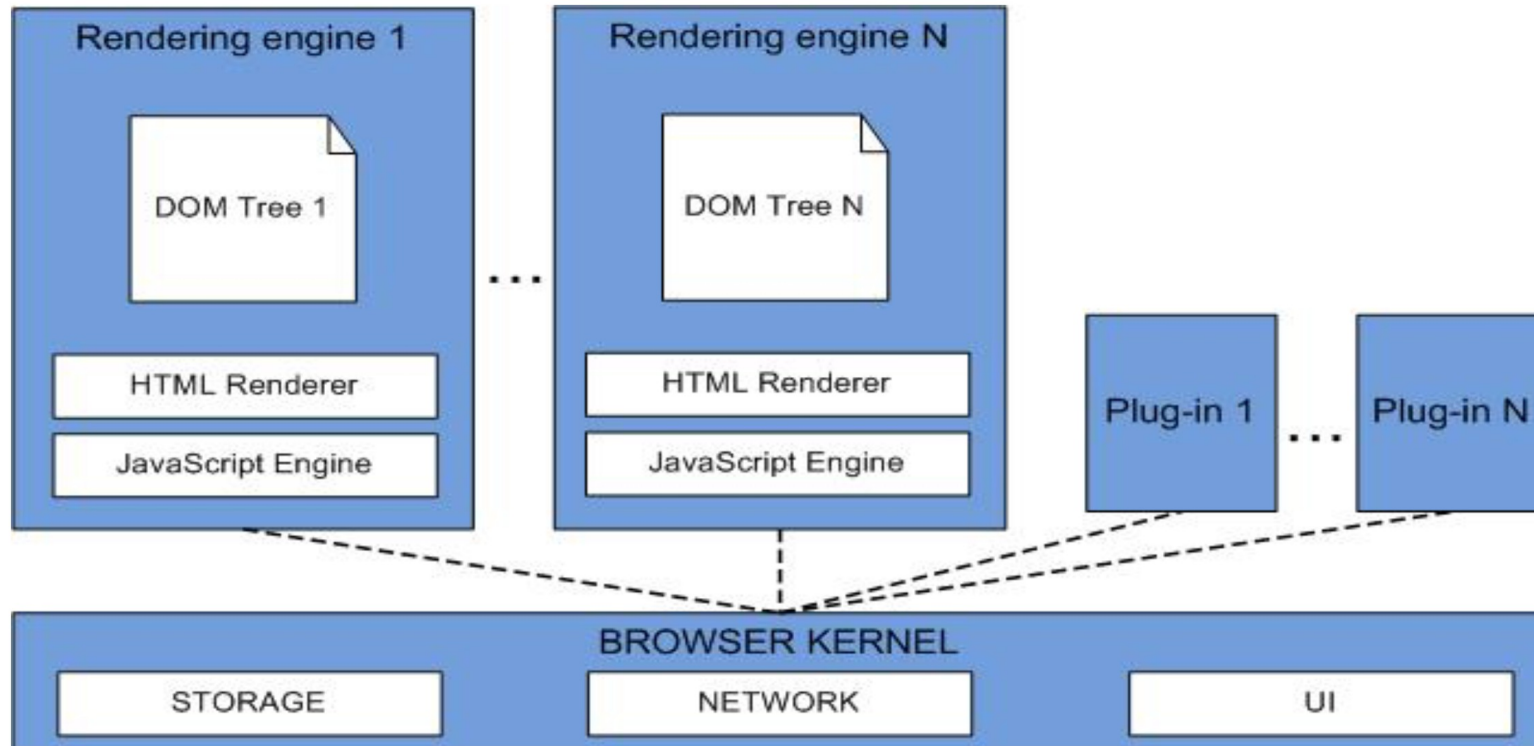 Rendering engine 1
DOM Tree 1
HTML Renderer
JavaScript Engine
...
Rendering engine N
DOM Tree N
HTML Renderer
JavaScript Engine
Plug-in 1
...
Plug-in N
BROWSER KERNEL
STORAGE
NETWORK
UI